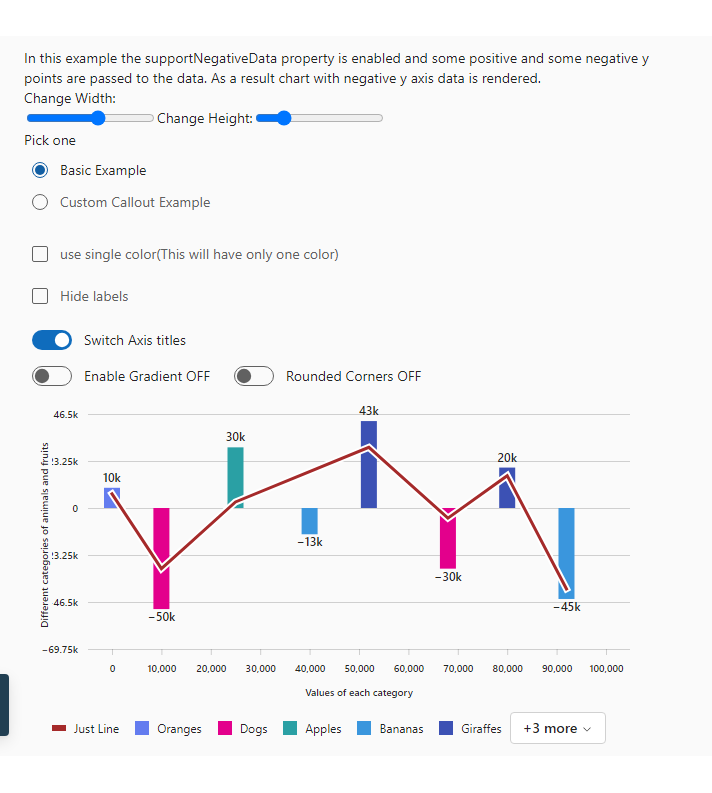 In this example the supportNegativeData property is enabled and some positive and some negative y
points are passed to the data. As a result chart with negative y axis data is rendered.
Change Width:
Change Height:
Pick one
Basic Example
Custom Callout Example
use single color(This will have only one color)
Hide labels
Switch Axis titles
Enable Gradient OFF
Rounded Corners OFF
Different categories of animals and fruits
46.5k
3.25k
0
3.25k
46.5k
−69.75k
10k
−50k
30k
−13k
43k
−30k
20k
−45k
0 10,000 20,000 30,000 40,000 50,000 60,000 70,000 80,000 90,000 100,000
Values of each category
Just Line Oranges Dogs Apples Bananas Giraffes +3 more